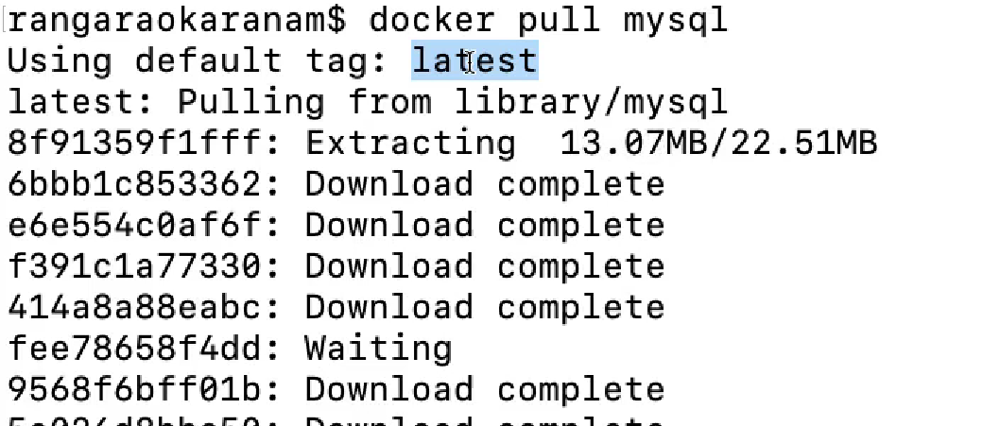 rangaraokaranam$ docker pull mysql
Using default tag: latest
latest: Pulling from library/mysql
8f91359f1fff: Extracting  13.07MB/22.51MB
6bbb1c853362: Download complete
e6e554c0af6f: Download complete
f391c1a77330: Download complete
414a8a88eabc: Download complete
fee78658f4dd: Waiting
9568f6bff01b: Download complete
Download complete